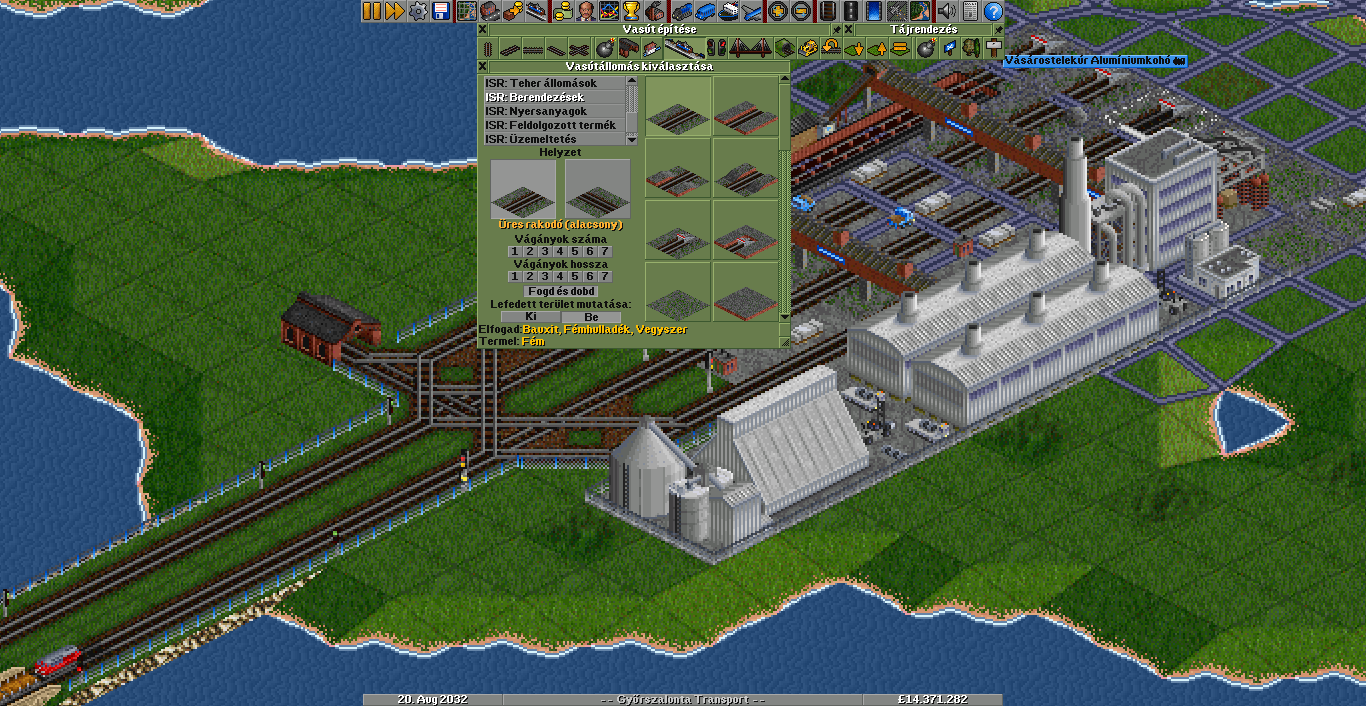 Vasút építése
Tájrendezés
Vásárostelekúr Alumíniumkohó
Vasútállomás kiválasztása
ISR: Teher állomások
ISR: Berendezések
ISR: Nyersanyagok
ISR: Feldolgozott termék
ISR: Üzemeltetés
Helyzet
Üres rakodó (alacsony)
Vágányok száma
1 2 3 4 5 6 7
Vágányok hossza
1 2 3 4 5 6 7
Fogd és dobd
Lefedett terület mutatása:
Ki Be
Elfogad: Bauxit, Fémhulladék, Vegyszer
Termel: Fém
20. Aug 2032
-- Győrszalonta Transport --
£14.371.282